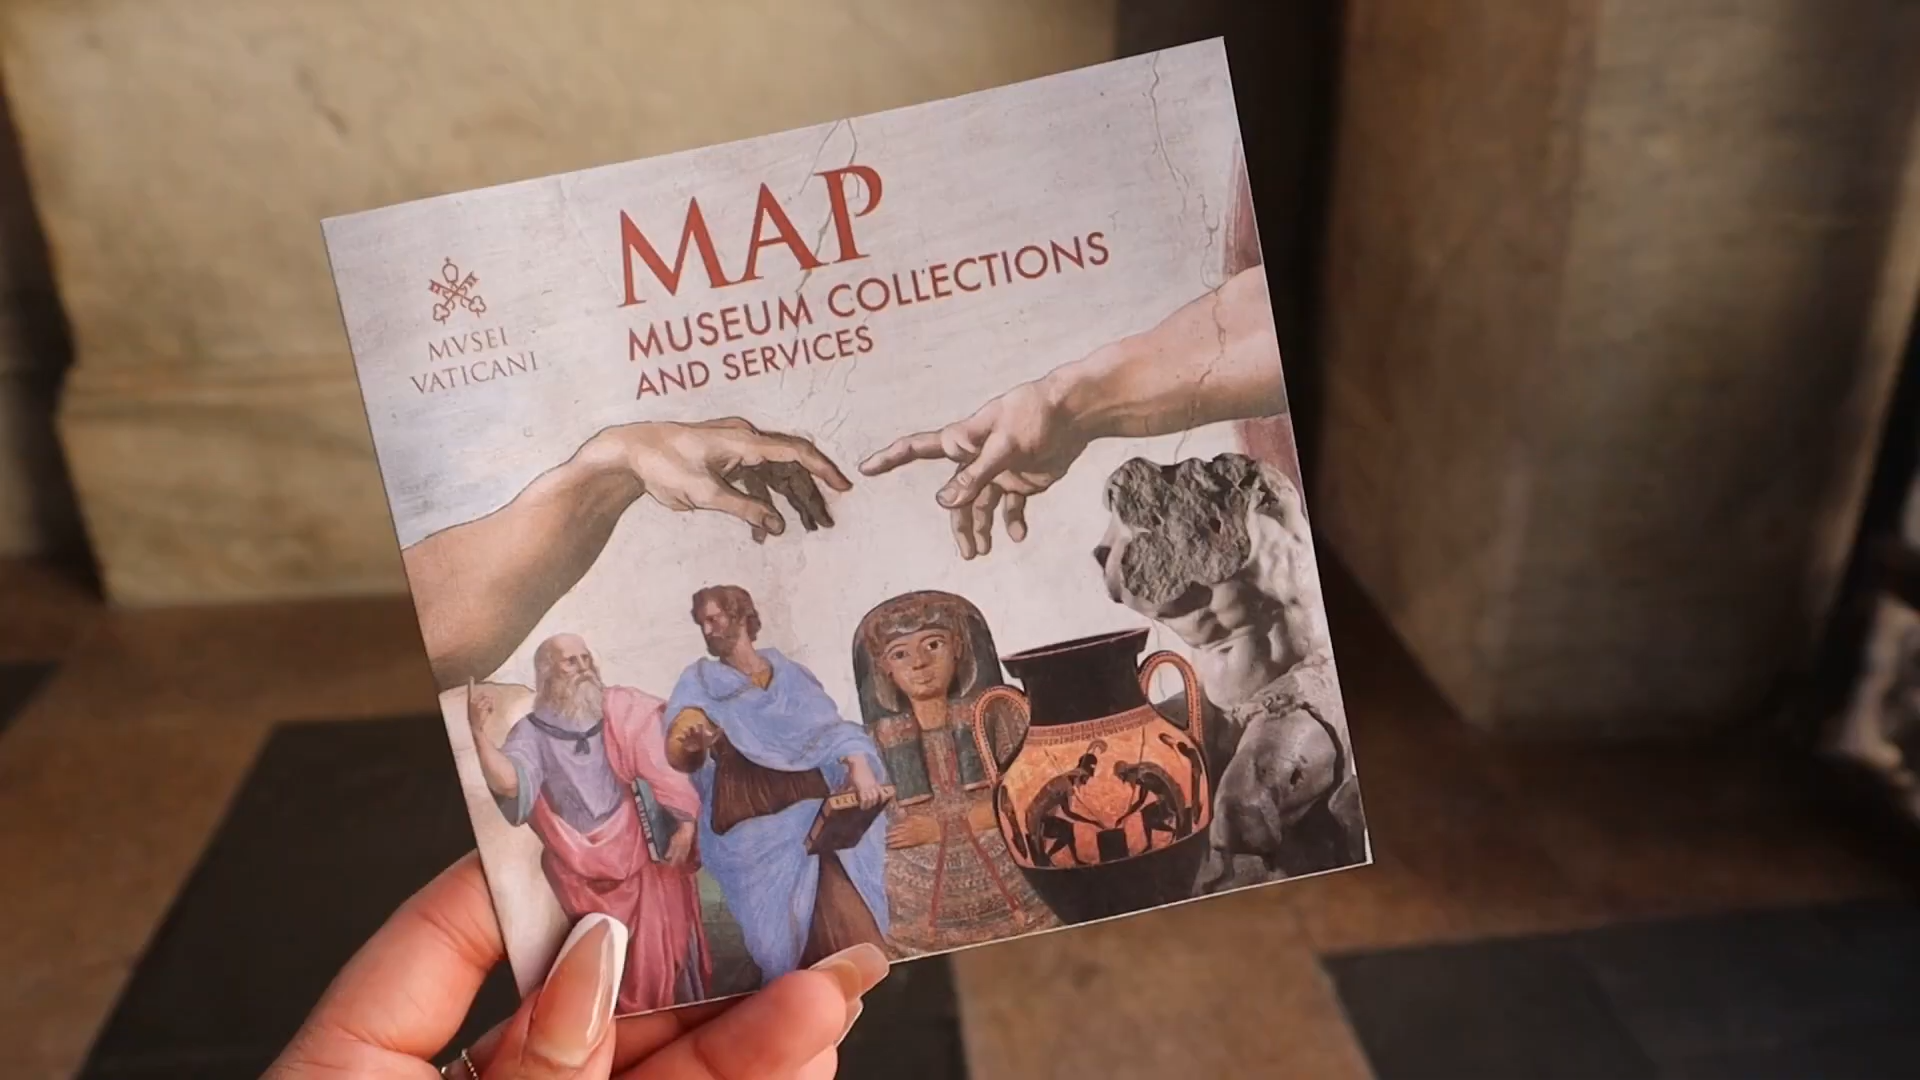 MAP
MUSEUM COLLECTIONS
AND SERVICES
MVSEI
VATICANI